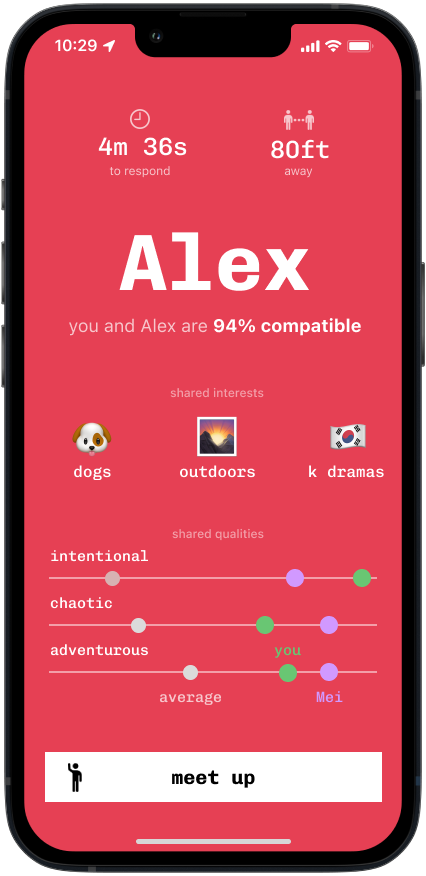 10:29
4m 36s
80ft
to respond
away
Alex
you and Alex are 94% compatible
shared interests
dogs
outdoors
k dramas
shared qualities
intentional
chaotic
adventurous
you
average
Mei
meet up